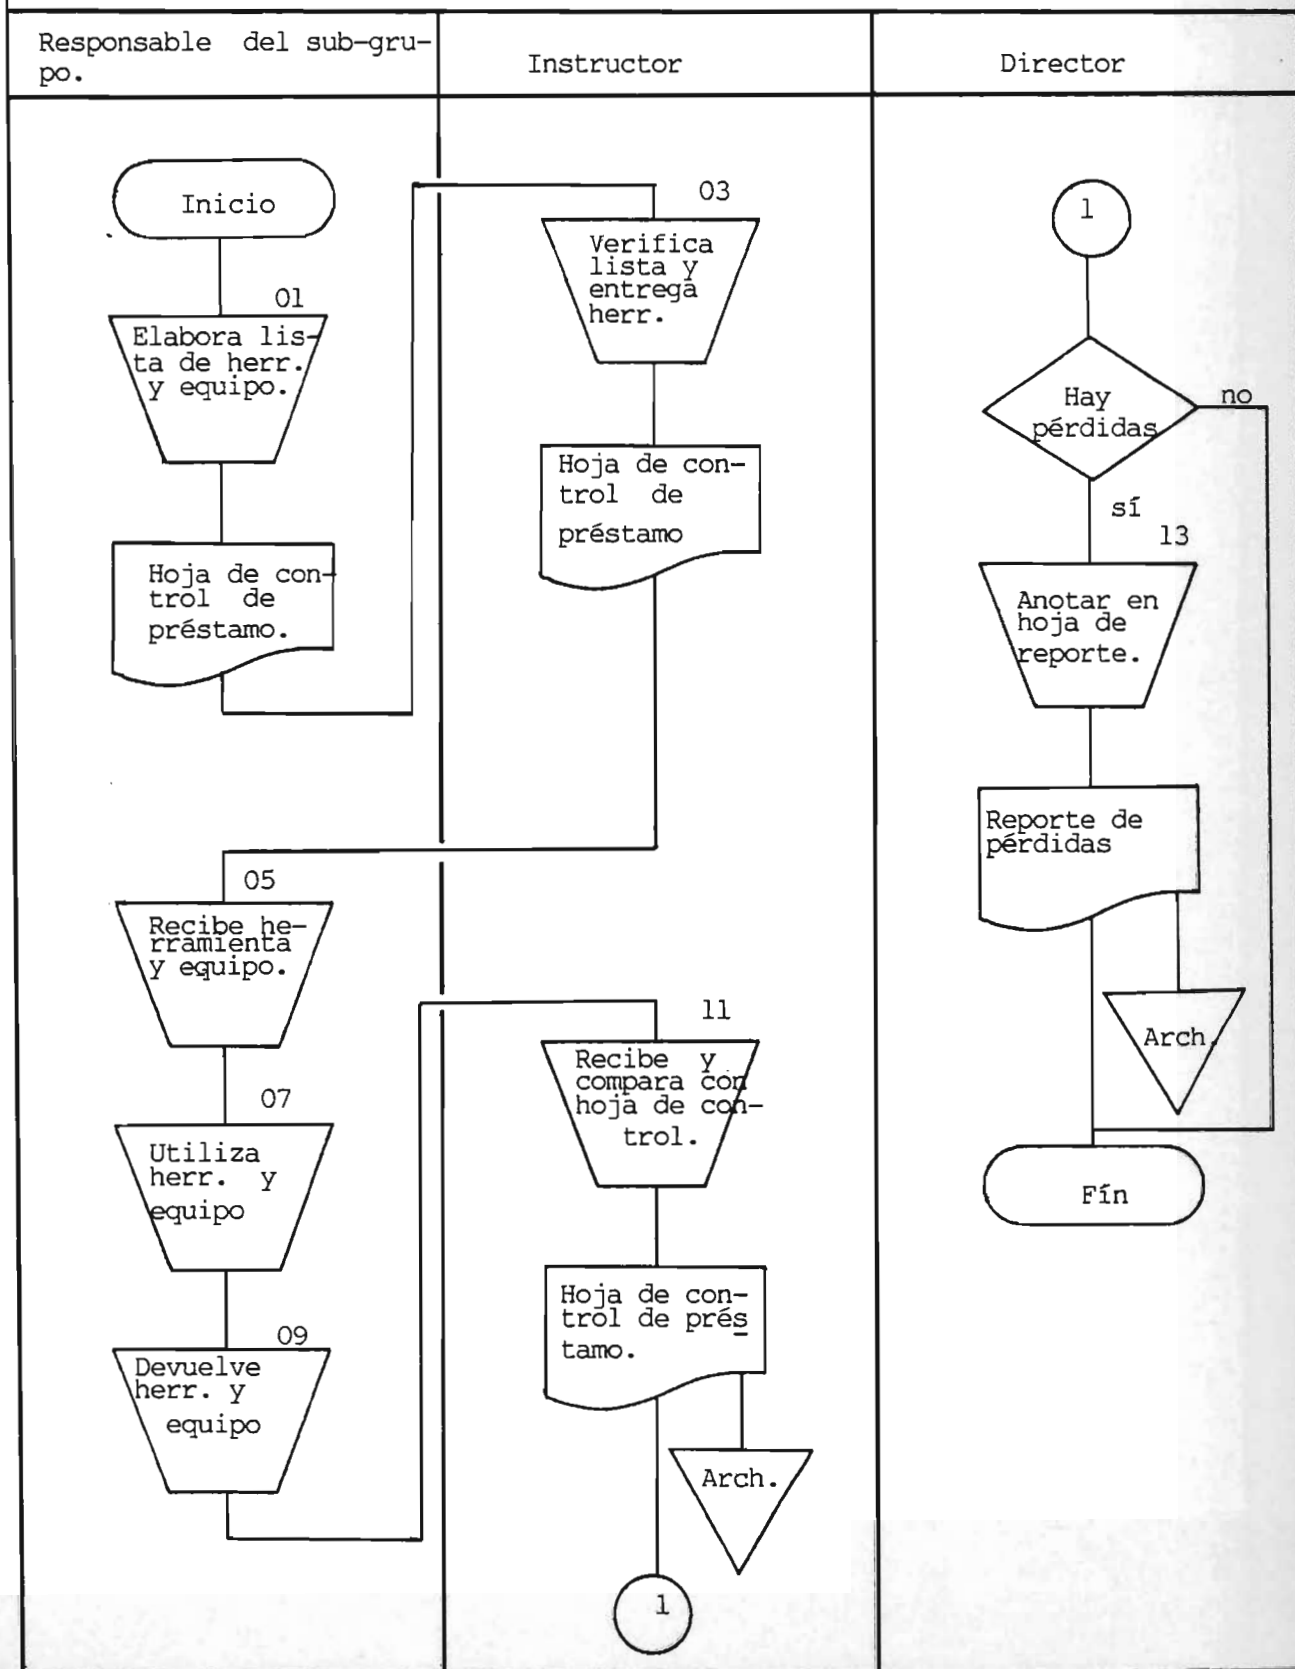 Responsable del sub-gru-
po.
Instructor
Director
Inicio
01
Elabora lis-
ta de herr.
y equipo.
Hoja de con-
trol de
préstamo.
03
Verifica
lista y
entrega
herr.
Hoja de con-
trol de
préstamo
05
Recibe he-
rramienta
y equipo.
07
Utiliza
herr. y
equipo
09
Devuelve
herr. y
equipo
11
Recibe y
compara con
hoja de con-
trol.
Hoja de con-
trol de prés
tamo.
Arch.
1
1
Hay
pérdidas
no
sí
13
Anotar en
hoja de
reporte.
Reporte de
pérdidas
Arch.
Fín